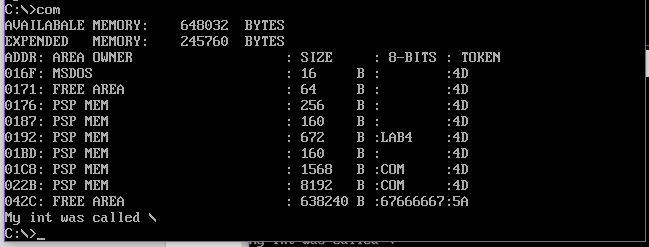 C:\>com
AVAILABALE MEMORY: 648032 BYTES
EXPENDED MEMORY: 245760 BYTES
ADDR: AREA OWNER : SIZE : 8-BITS : TOKEN
016F: MSDOS : 16 B : :4D
0171: FREE AREA : 64 B : :4D
0176: PSP MEM : 256 B : :4D
0187: PSP MEM : 160 B : :4D
0192: PSP MEM : 672 B :LAB4 :4D
01BD: PSP MEM : 160 B : :4D
01C8: PSP MEM : 1568 B :COM :4D
022B: PSP MEM : 8192 B :COM :4D
042C: FREE AREA : 638240 B :67666667:5A
My int was called \
C:\>_
My int was called \